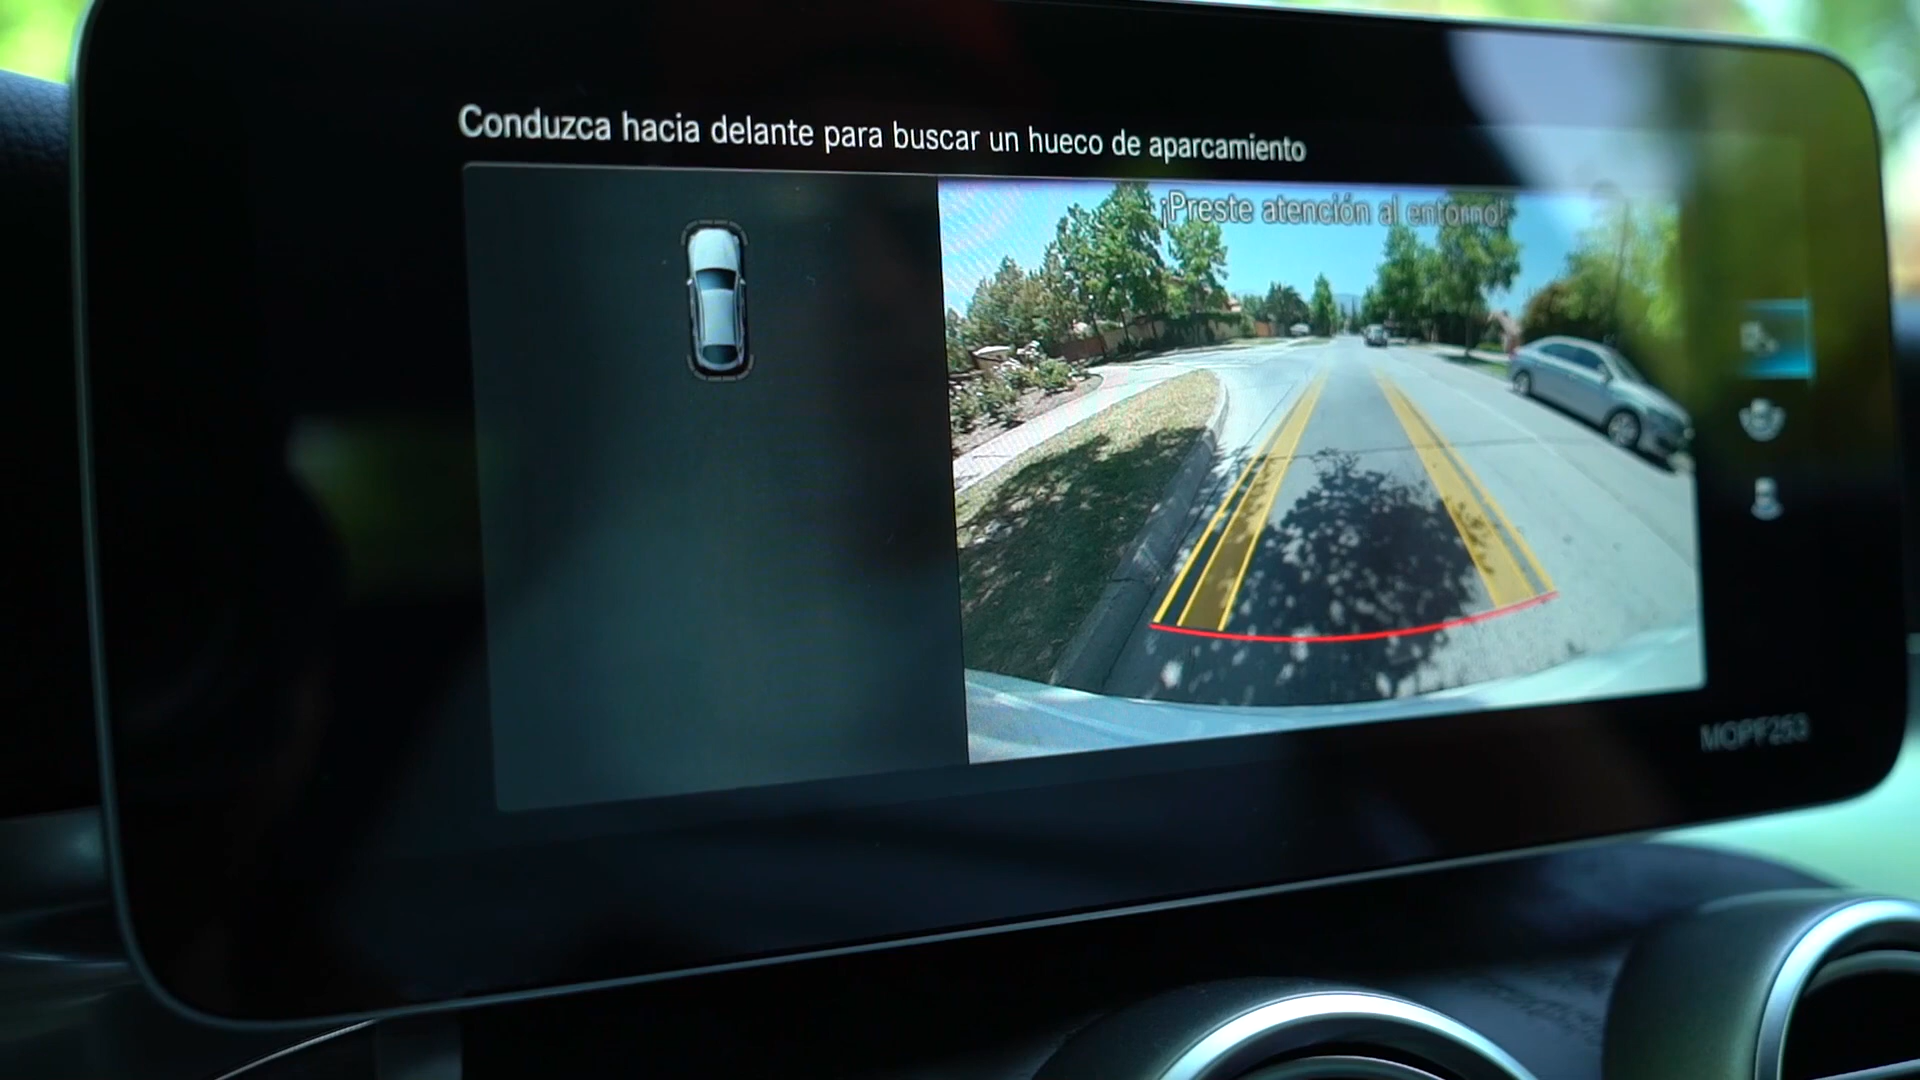 Conduzca hacia delante para buscar un hueco de aparcamiento
¡Preste atención al entorno!
MOPF253